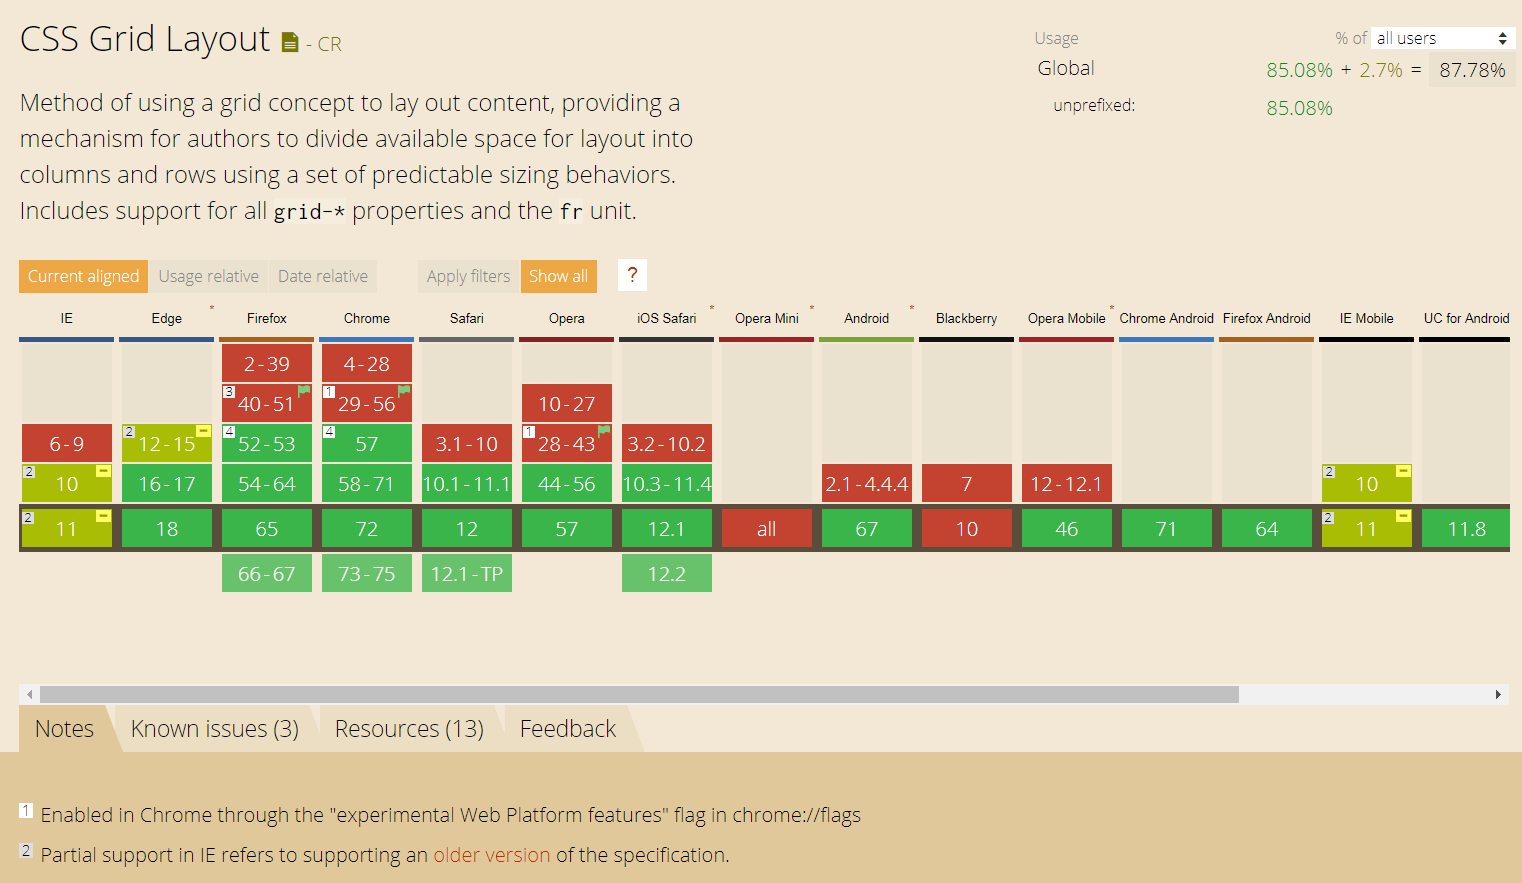 CSS Grid Layout - CR
Usage % of all users
Global 85.08% + 2.7% = 87.78%
unprefixed: 85.08%
Method of using a grid concept to lay out content, providing a
mechanism for authors to divide available space for layout into
columns and rows using a set of predictable sizing behaviors.
Includes support for all grid-* properties and the fr unit.
Current aligned Usage relative Date relative Apply filters Show all ?
IE Edge * Firefox Chrome Safari Opera iOS Safari * Opera Mini * Android * Blackberry Opera Mobile * Chrome Android Firefox Android IE Mobile UC for Android
2-39 4-28
3 40-51 1 29-56 10-27
6-9 2 12-15 4 52-53 4 57 3.1-10 1 28-43 3.2-10.2
2 10 16-17 54-64 58-71 10.1-11.1 44-56 10.3-11.4 2.1-4.4.4 7 12-12.1 2 10
2 11 18 65 72 12 57 12.1 all 67 10 46 71 64 2 11 11.8
66-67 73-75 12.1-TP 12.2
Notes Known issues (3) Resources (13) Feedback
1 Enabled in Chrome through the "experimental Web Platform features" flag in chrome://flags
2 Partial support in IE refers to supporting an older version of the specification.